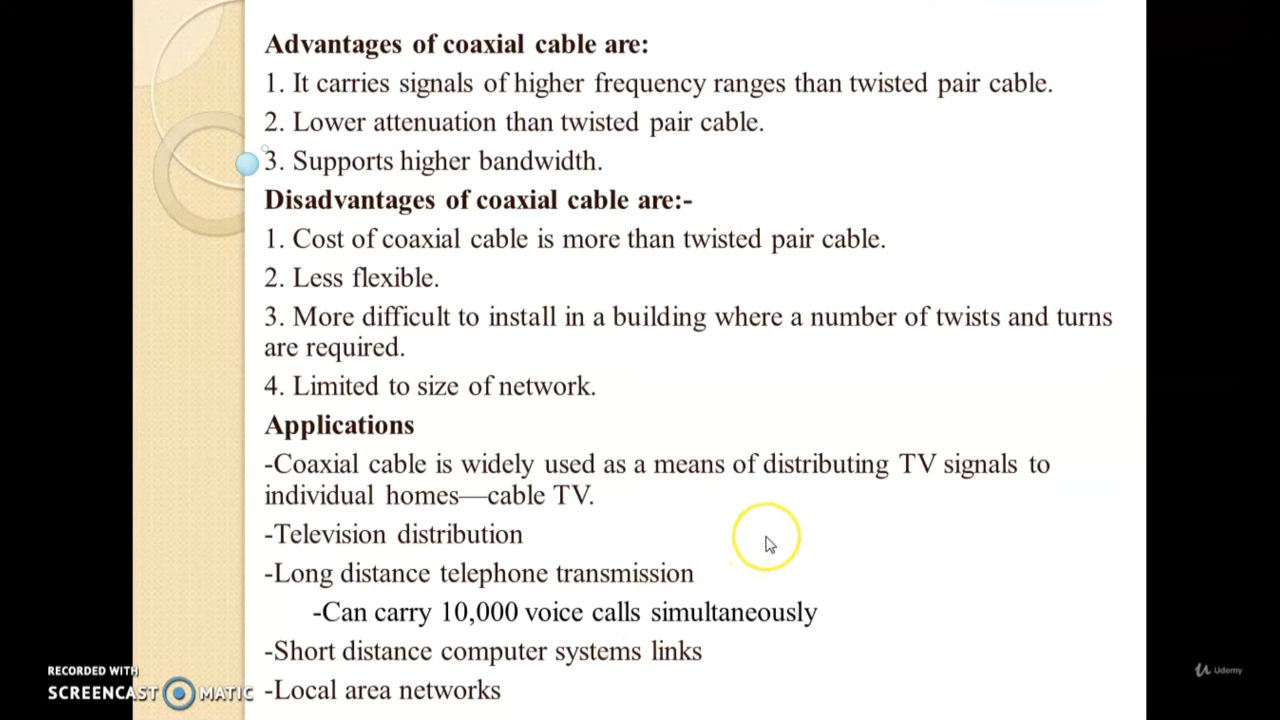 Advantages of coaxial cable are:
1. It carries signals of higher frequency ranges than twisted pair cable.
2. Lower attenuation than twisted pair cable.
3. Supports higher bandwidth.
Disadvantages of coaxial cable are:-
1. Cost of coaxial cable is more than twisted pair cable.
2. Less flexible.
3. More difficult to install in a building where a number of twists and turns
are required.
4. Limited to size of network.
Applications
-Coaxial cable is widely used as a means of distributing TV signals to
individual homes—cable TV.
-Television distribution
-Long distance telephone transmission
-Can carry 10,000 voice calls simultaneously
-Short distance computer systems links
-Local area networks
RECORDED WITH
SCREENCAST MATIC
Udemy